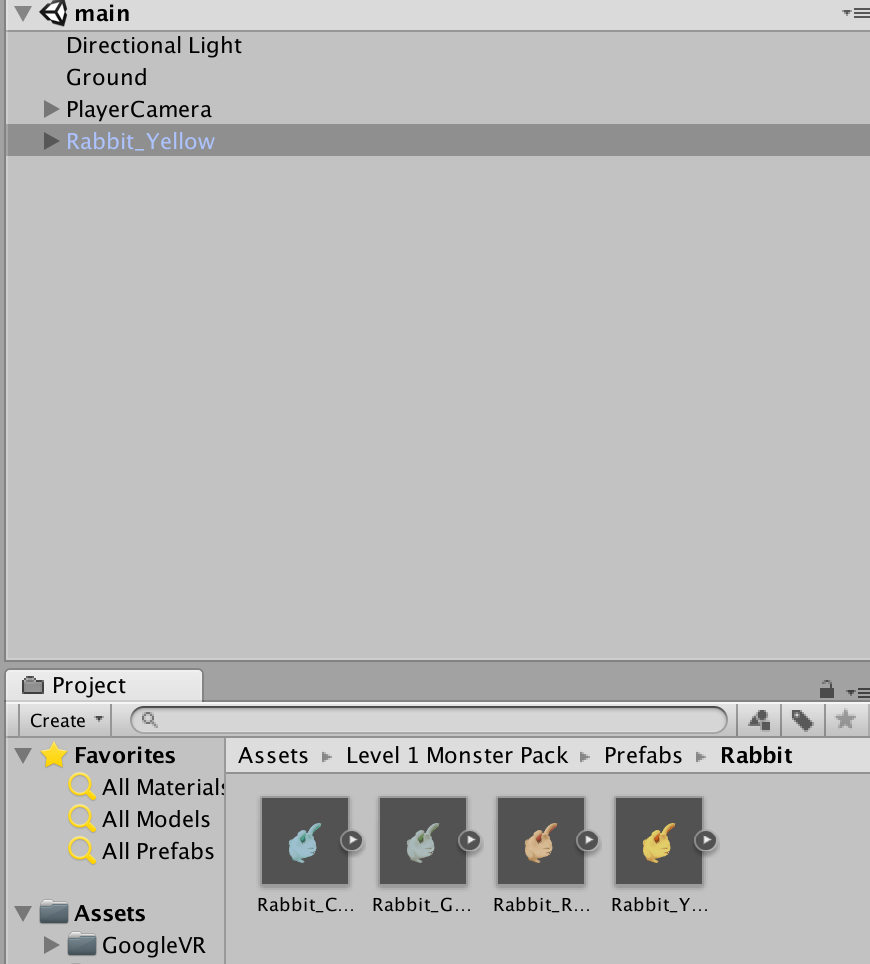 main
Directional Light
Ground
PlayerCamera
Rabbit_Yellow
Project
Create
Favorites
All Materials
All Models
All Prefabs
Assets
GoogleVR
Assets Level 1 Monster Pack Prefabs Rabbit
Rabbit_C... Rabbit_G... Rabbit_R... Rabbit_Y...